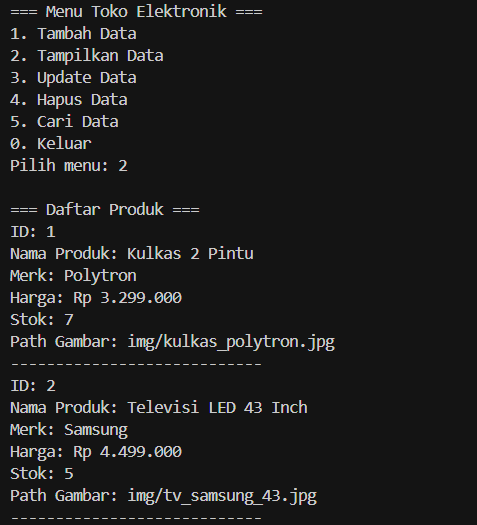 === Menu Toko Elektronik ===
1. Tambah Data
2. Tampilkan Data
3. Update Data
4. Hapus Data
5. Cari Data
0. Keluar
Pilih menu: 2

=== Daftar Produk ===
ID: 1
Nama Produk: Kulkas 2 Pintu
Merk: Polytron
Harga: Rp 3.299.000
Stok: 7
Path Gambar: img/kulkas_polytron.jpg
----------------------------
ID: 2
Nama Produk: Televisi LED 43 Inch
Merk: Samsung
Harga: Rp 4.499.000
Stok: 5
Path Gambar: img/tv_samsung_43.jpg
----------------------------